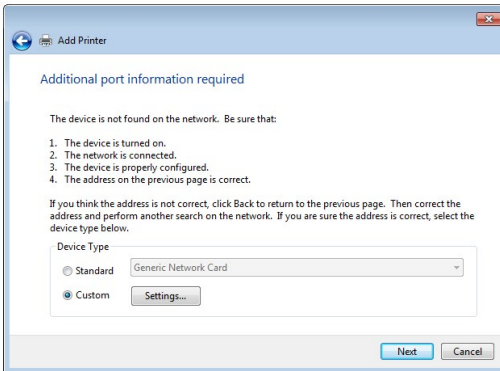 Add Printer
Additional port information required
The device is not found on the network.  Be sure that:
1.  The device is turned on.
2.  The network is connected.
3.  The device is properly configured.
4.  The address on the previous page is correct.
If you think the address is not correct, click Back to return to the previous page.  Then correct the
address and perform another search on the network.  If you are sure the address is correct, select the
device type below.
Device Type
Standard
Generic Network Card
Custom
Settings...
Next
Cancel